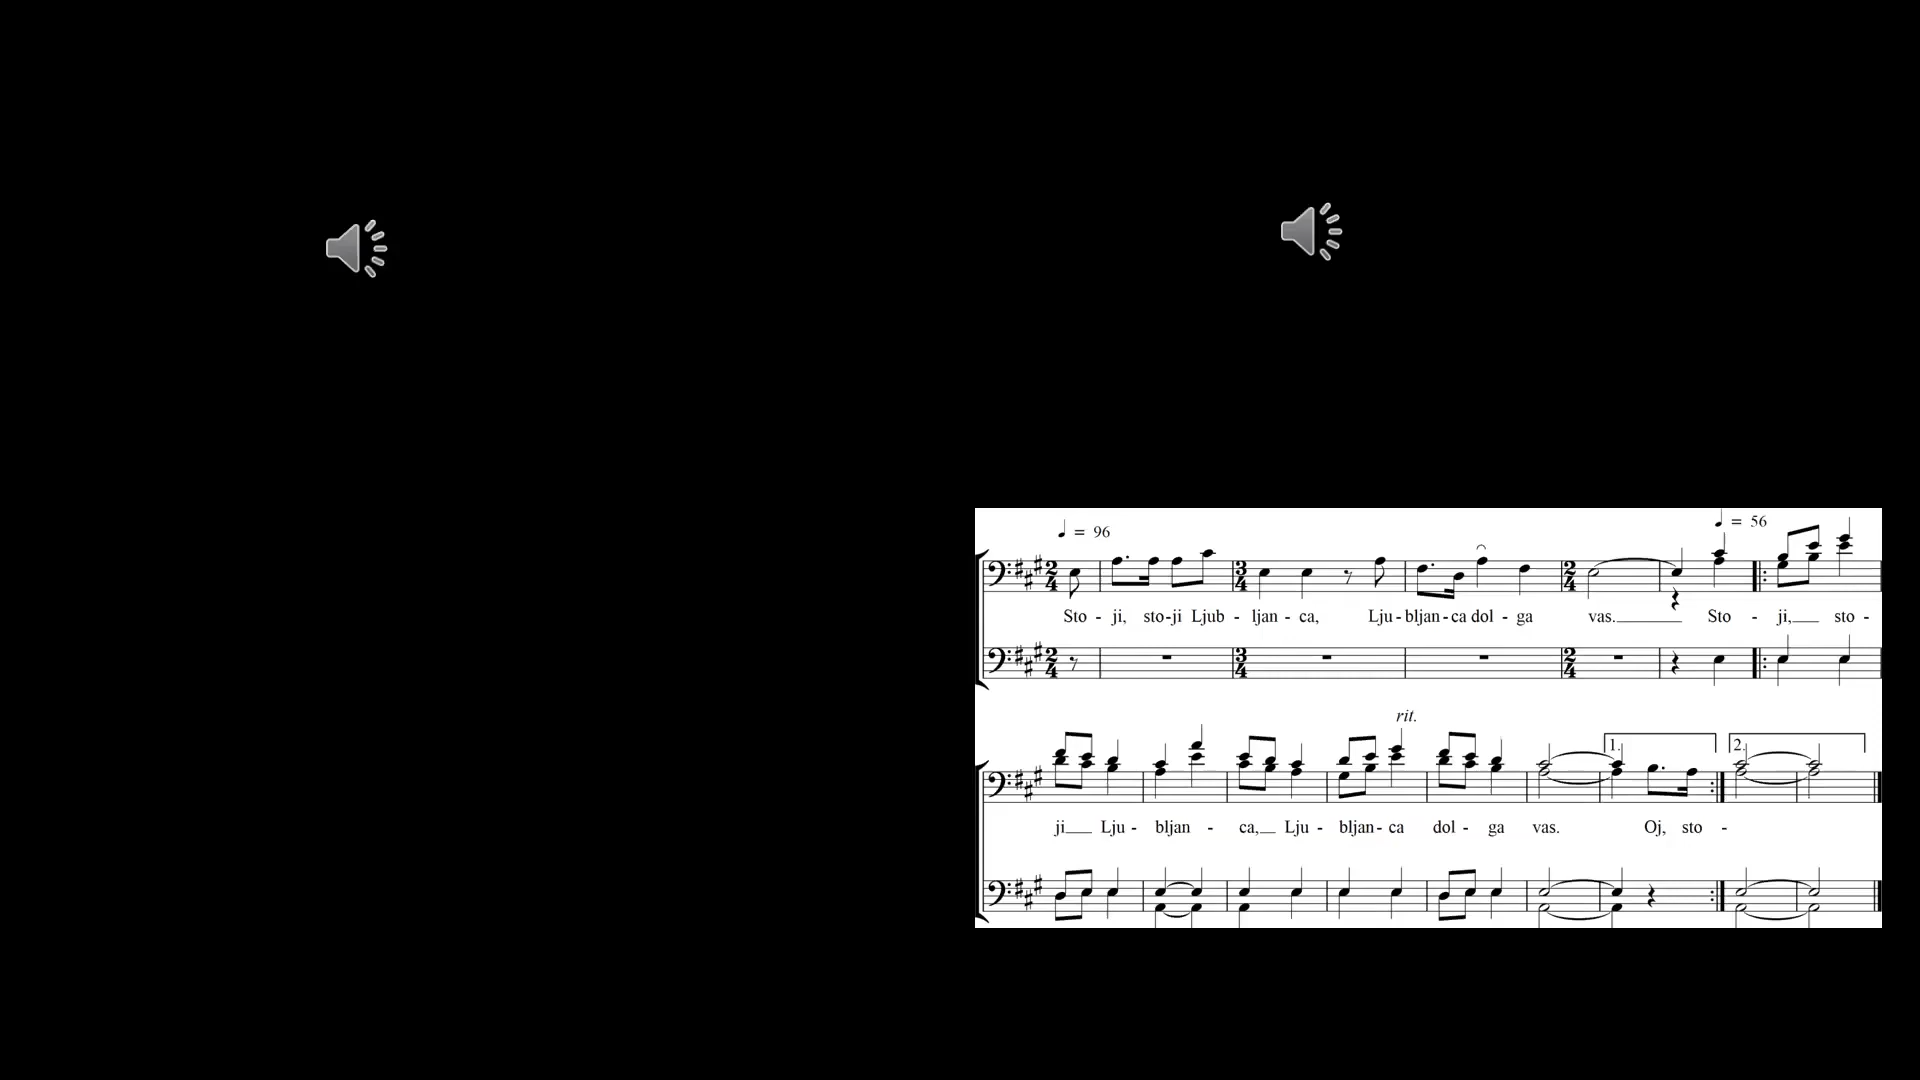 ♩ = 96
♩ = 56
Sto - ji, sto-ji Ljub - ljan - ca, Lju - bljan - ca dol - ga vas. Sto - ji, sto -
rit.
1. 2.
ji Lju - bljan - ca, Lju - bljan - ca dol - ga vas. Oj, sto -